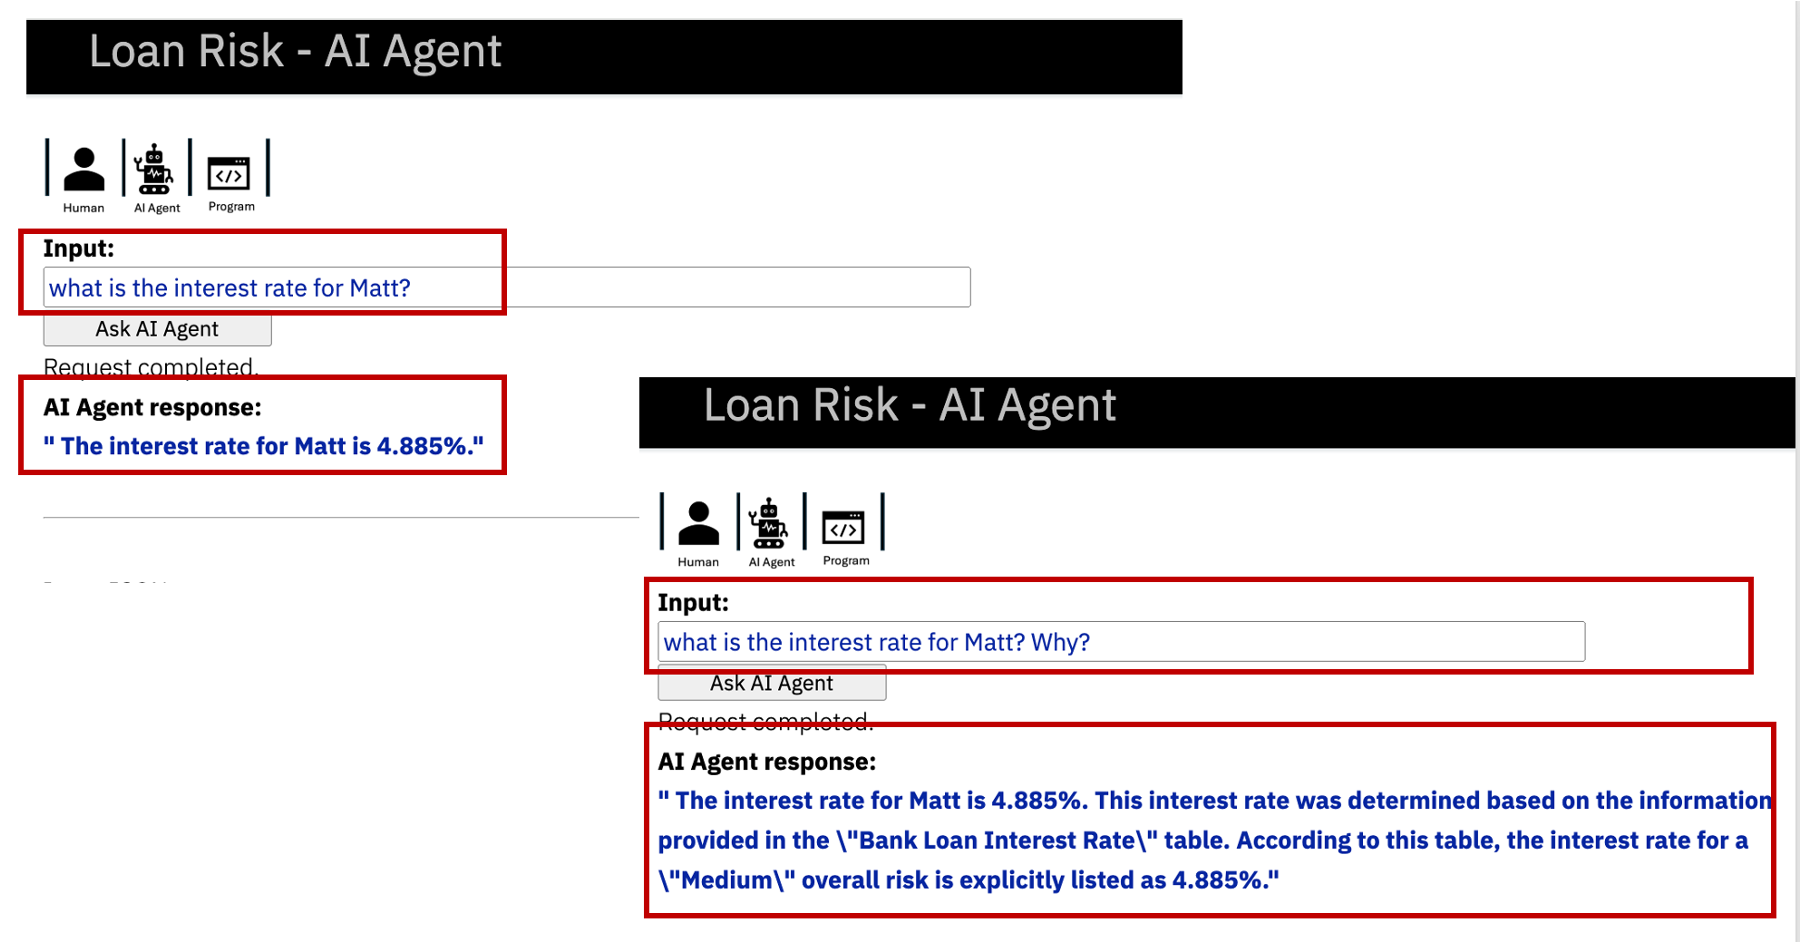 Loan Risk - AI Agent
Human
AI Agent
Program
Input:
what is the interest rate for Matt?
Ask AI Agent
Request completed.
AI Agent response:
" The interest rate for Matt is 4.885%."
Loan Risk - AI Agent
Human
AI Agent
Program
Input:
what is the interest rate for Matt? Why?
Ask AI Agent
Request completed.
AI Agent response:
" The interest rate for Matt is 4.885%. This interest rate was determined based on the information
provided in the \"Bank Loan Interest Rate\" table. According to this table, the interest rate for a
\"Medium\" overall risk is explicitly listed as 4.885%."